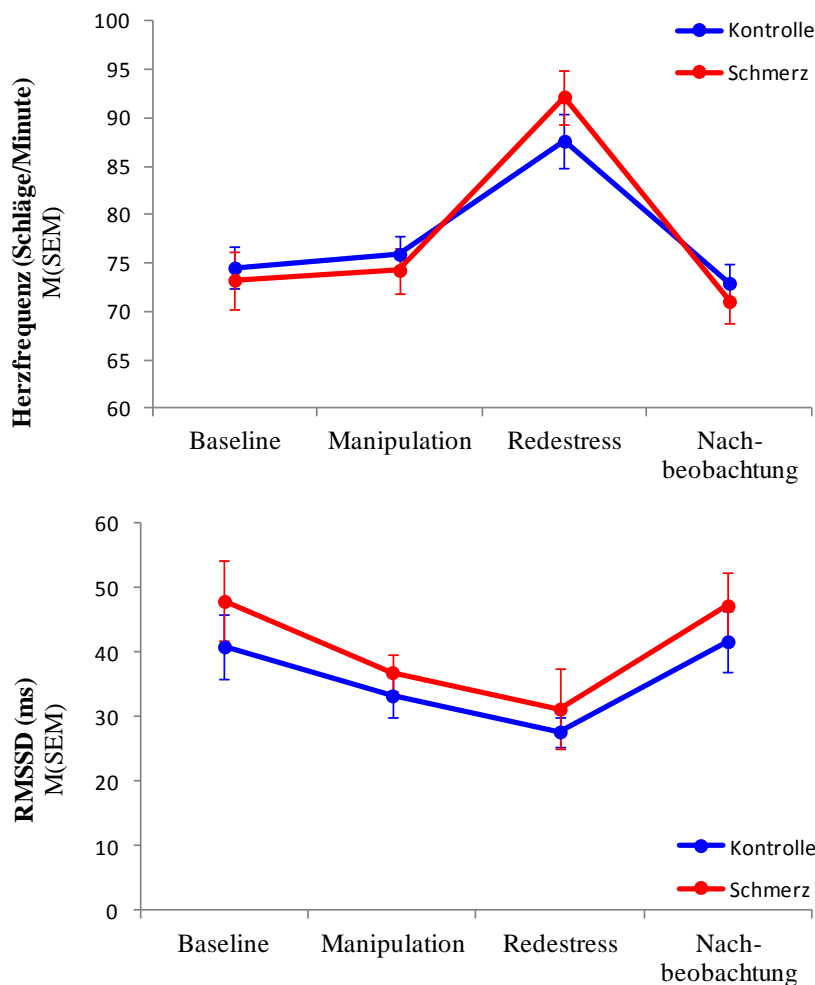 100
95
90
85
80
75
70
65
60
Herzfrequenz (Schläge/Minute)
M(SEM)
Kontrolle
Schmerz
Baseline
Manipulation
Redestress
Nach-
beobachtung
60
50
40
30
20
10
0
RMSSD (ms)
M(SEM)
Kontrolle
Schmerz
Baseline
Manipulation
Redestress
Nach-
beobachtung